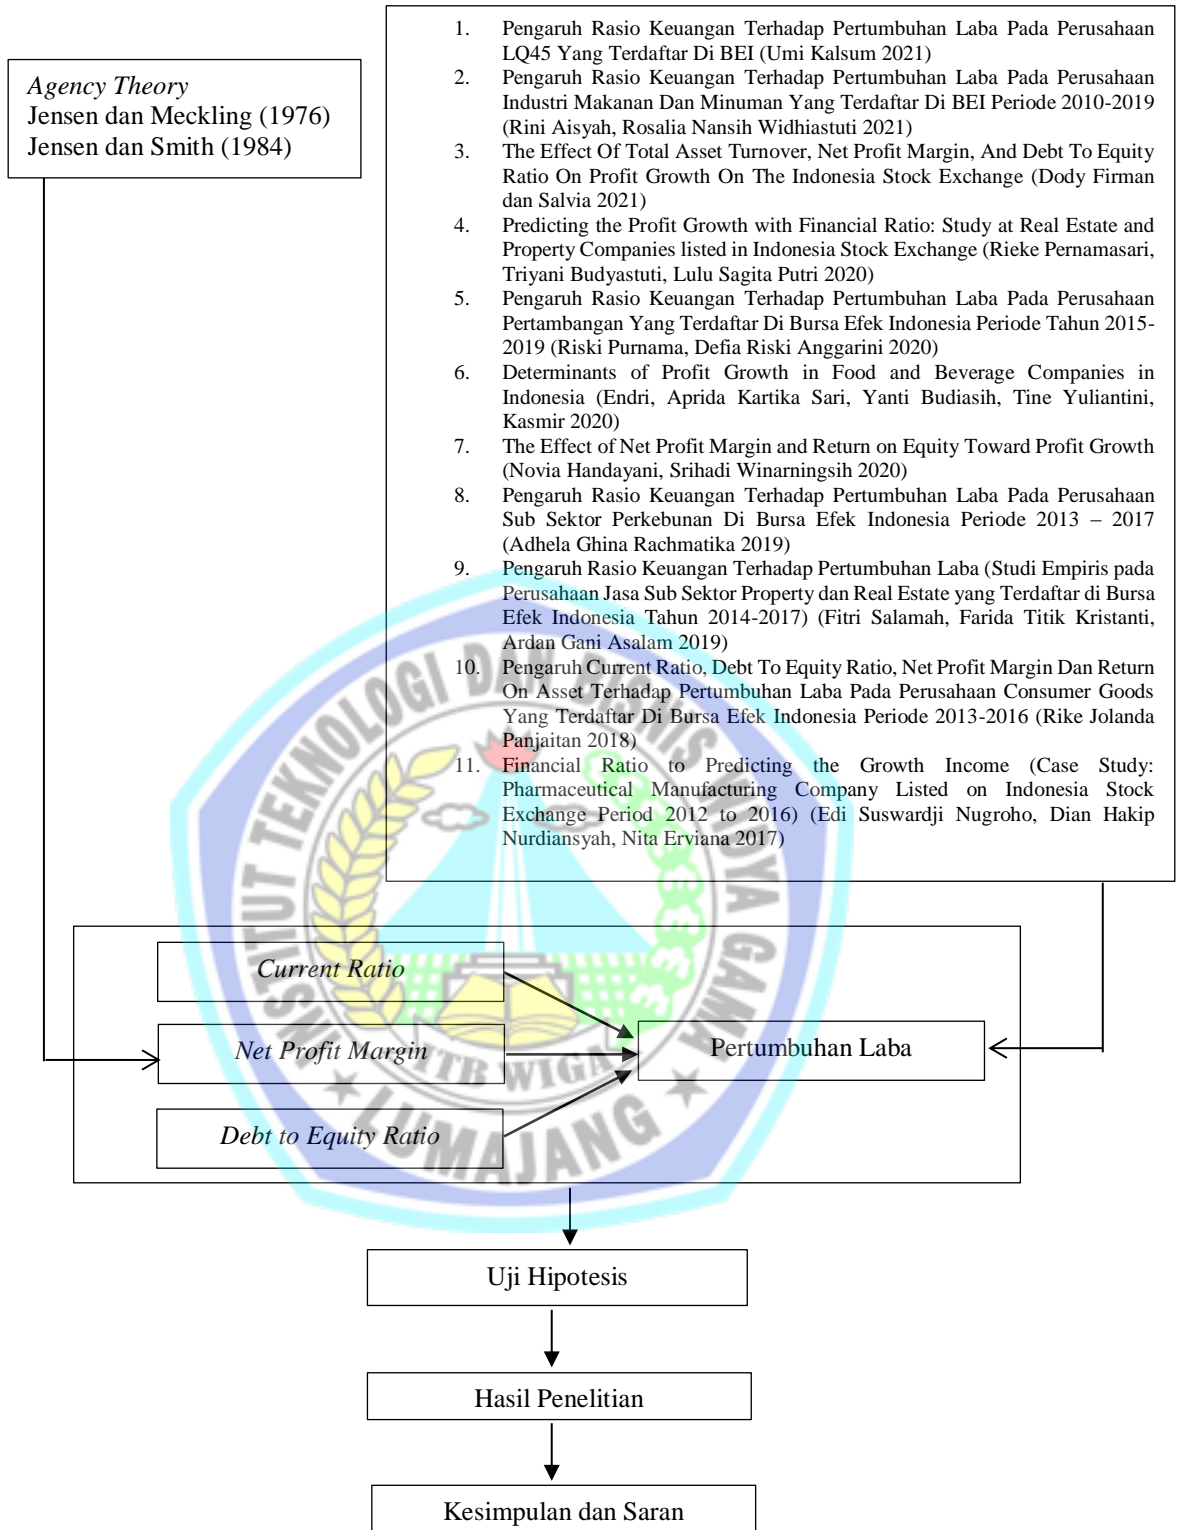 Agency Theory
Jensen dan Meckling (1976)
Jensen dan Smith (1984)
1. Pengaruh Rasio Keuangan Terhadap Pertumbuhan Laba Pada Perusahaan
LQ45 Yang Terdaftar Di BEI (Umi Kalsum 2021)
2. Pengaruh Rasio Keuangan Terhadap Pertumbuhan Laba Pada Perusahaan
Industri Makanan Dan Minuman Yang Terdaftar Di BEI Periode 2010-2019
(Rini Aisyah, Rosalia Nansih Widhiastuti 2021)
3. The Effect Of Total Asset Turnover, Net Profit Margin, And Debt To Equity
Ratio On Profit Growth On The Indonesia Stock Exchange (Dody Firman
dan Salvia 2021)
4. Predicting the Profit Growth with Financial Ratio: Study at Real Estate and
Property Companies listed in Indonesia Stock Exchange (Rieke Pernamasari,
Triyani Budyastuti, Lulu Sagita Putri 2020)
5. Pengaruh Rasio Keuangan Terhadap Pertumbuhan Laba Pada Perusahaan
Pertambangan Yang Terdaftar Di Bursa Efek Indonesia Periode Tahun 2015-
2019 (Riski Purnama, Defia Riski Anggarini 2020)
6. Determinants of Profit Growth in Food and Beverage Companies in
Indonesia (Endri, Aprida Kartika Sari, Yanti Budiasih, Tine Yuliantini,
Kasmir 2020)
7. The Effect of Net Profit Margin and Return on Equity Toward Profit Growth
(Novia Handayani, Srihadi Winarningsih 2020)
8. Pengaruh Rasio Keuangan Terhadap Pertumbuhan Laba Pada Perusahaan
Sub Sektor Perkebunan Di Bursa Efek Indonesia Periode 2013 – 2017
(Adhela Ghina Rachmatika 2019)
9. Pengaruh Rasio Keuangan Terhadap Pertumbuhan Laba (Studi Empiris pada
Perusahaan Jasa Sub Sektor Property dan Real Estate yang Terdaftar di Bursa
Efek Indonesia Tahun 2014-2017) (Fitri Salamah, Farida Titik Kristanti,
Ardan Gani Asalam 2019)
10. Pengaruh Current Ratio, Debt To Equity Ratio, Net Profit Margin Dan Return
On Asset Terhadap Pertumbuhan Laba Pada Perusahaan Consumer Goods
Yang Terdaftar Di Bursa Efek Indonesia Periode 2013-2016 (Rike Jolanda
Panjaitan 2018)
11. Financial Ratio to Predicting the Growth Income (Case Study:
Pharmaceutical Manufacturing Company Listed on Indonesia Stock
Exchange Period 2012 to 2016) (Edi Suswardji Nugroho, Dian Hakip
Nurdiansyah, Nita Erviana 2017)
INSTITUT TEKNOLOGI DAN BISNIS WIDYA GAMA
LUMAJANG
ITB WIGA
Current Ratio
Net Profit Margin
Debt to Equity Ratio
Pertumbuhan Laba
Uji Hipotesis
Hasil Penelitian
Kesimpulan dan Saran